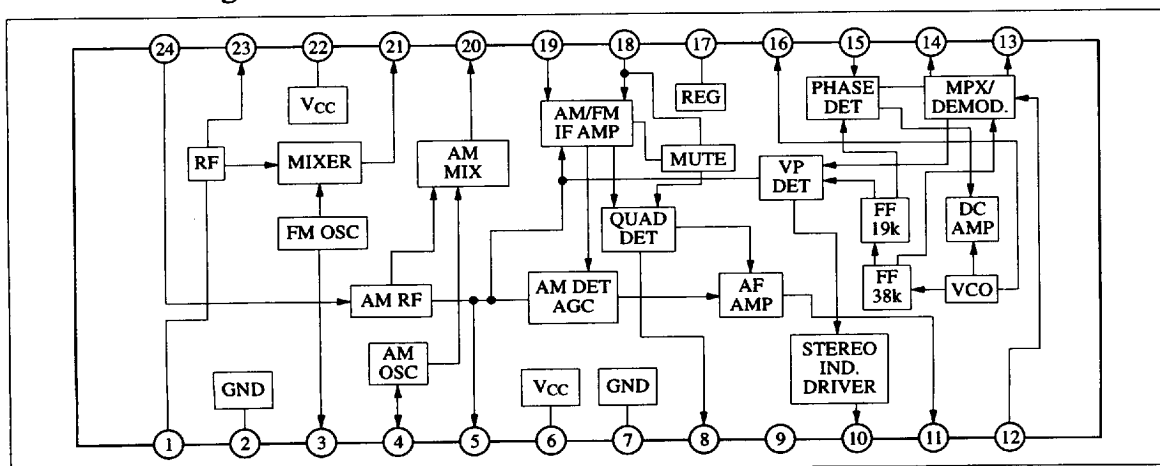 24 23 22 21 20 19 18 17 16 15 14 13
VCC
REG
PHASE
DET
MPX/
DEMOD.
AM/FM
IF AMP
RF
MIXER
AM
MIX
MUTE
VP
DET
FM OSC
QUAD
DET
FF
19k
DC
AMP
AM RF
AM DET
AGC
AF
AMP
FF
38k
VCO
AM
OSC
STEREO
IND.
DRIVER
GND
VCC
GND
1 2 3 4 5 6 7 8 9 10 11 12